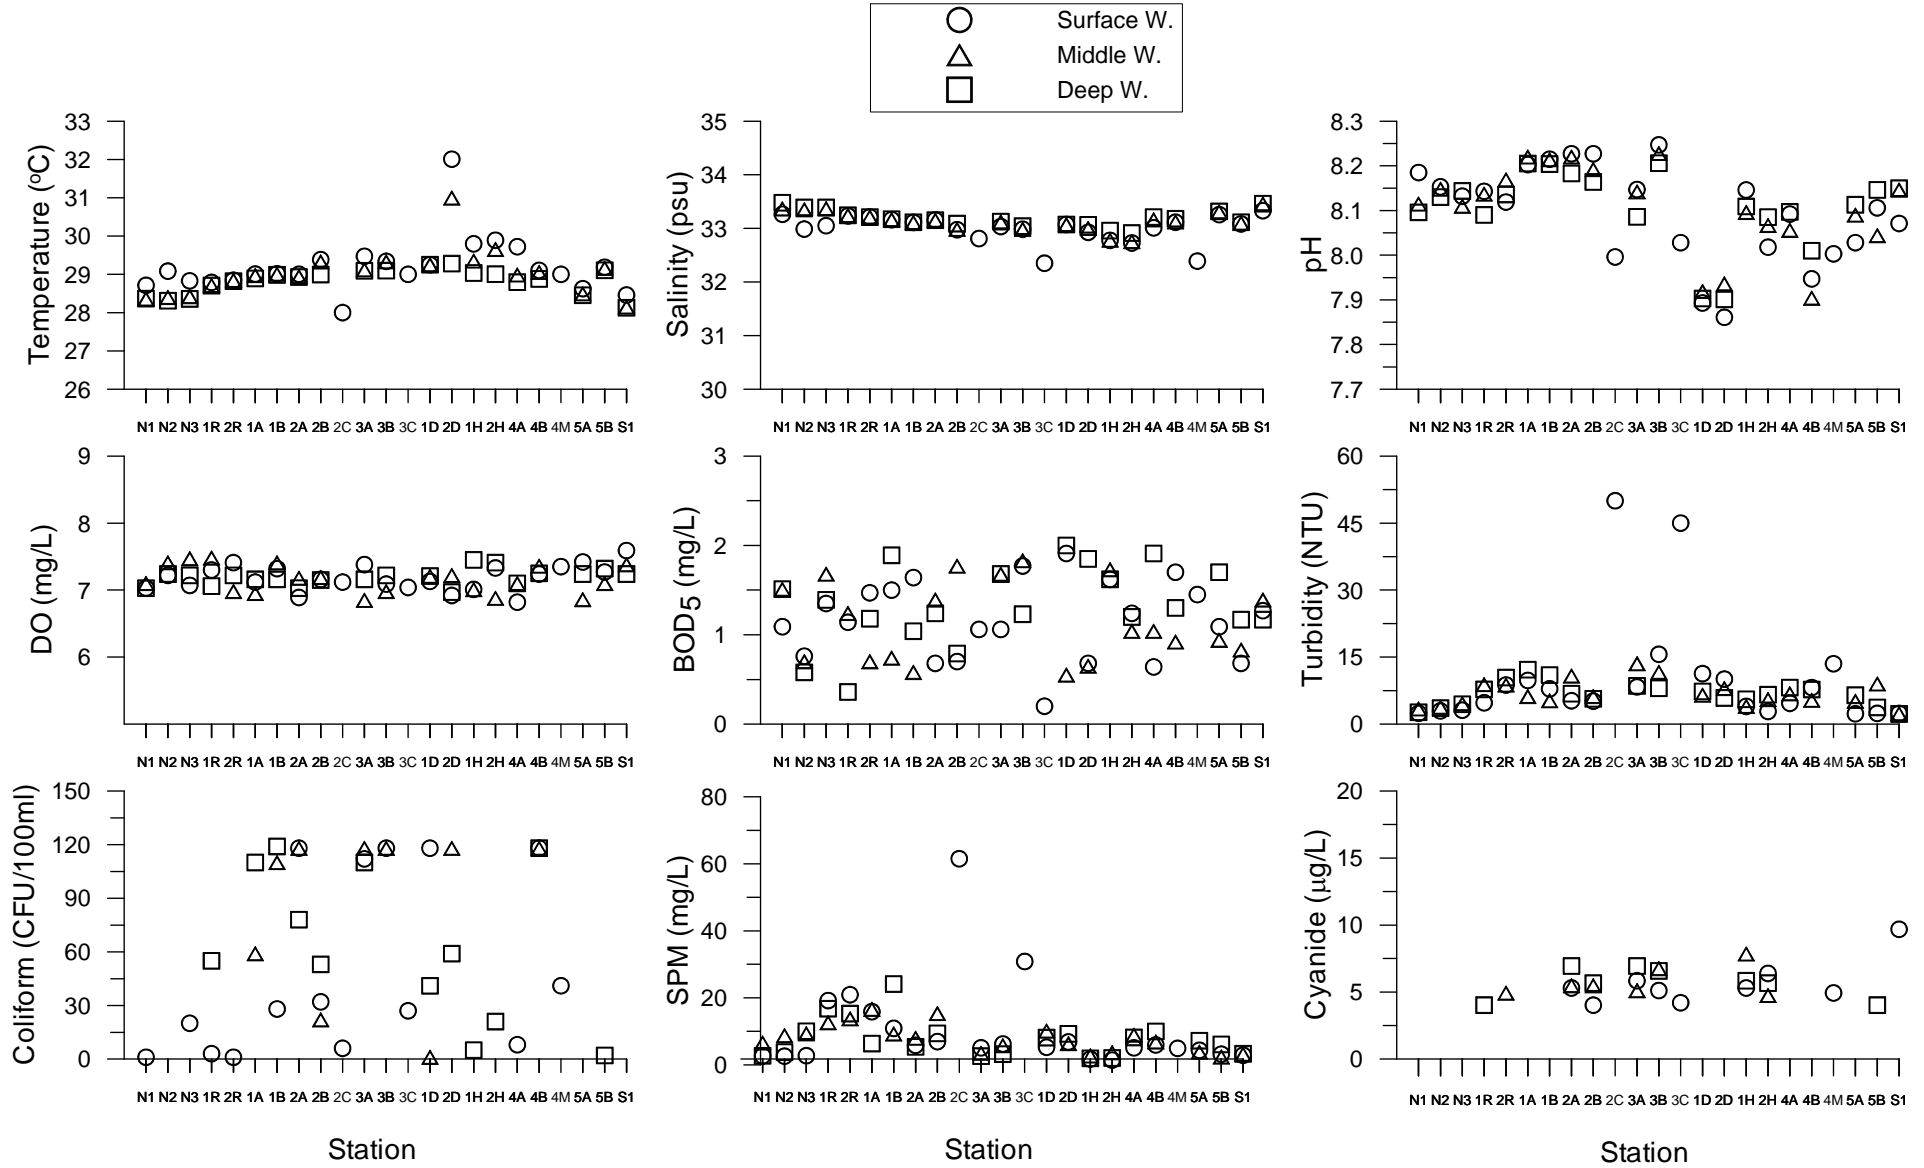 Surface W.
Middle W.
Deep W.
Temperature (ºC)
33
32
31
30
29
28
27
26
N1 N2 N3 1R 2R 1A 1B 2A 2B 2C 3A 3B 3C 1D 2D 1H 2H 4A 4B 4M 5A 5B S1
Salinity (psu)
35
34
33
32
31
30
N1 N2 N3 1R 2R 1A 1B 2A 2B 2C 3A 3B 3C 1D 2D 1H 2H 4A 4B 4M 5A 5B S1
pH
8.3
8.2
8.1
8.0
7.9
7.8
7.7
N1 N2 N3 1R 2R 1A 1B 2A 2B 2C 3A 3B 3C 1D 2D 1H 2H 4A 4B 4M 5A 5B S1
DO (mg/L)
9
8
7
6
N1 N2 N3 1R 2R 1A 1B 2A 2B 2C 3A 3B 3C 1D 2D 1H 2H 4A 4B 4M 5A 5B S1
BOD5 (mg/L)
3
2
1
0
N1 N2 N3 1R 2R 1A 1B 2A 2B 2C 3A 3B 3C 1D 2D 1H 2H 4A 4B 4M 5A 5B S1
Turbidity (NTU)
60
45
30
15
0
N1 N2 N3 1R 2R 1A 1B 2A 2B 2C 3A 3B 3C 1D 2D 1H 2H 4A 4B 4M 5A 5B S1
Coliform (CFU/100ml)
150
120
90
60
30
0
N1 N2 N3 1R 2R 1A 1B 2A 2B 2C 3A 3B 3C 1D 2D 1H 2H 4A 4B 4M 5A 5B S1
Station
SPM (mg/L)
80
60
40
20
0
N1 N2 N3 1R 2R 1A 1B 2A 2B 2C 3A 3B 3C 1D 2D 1H 2H 4A 4B 4M 5A 5B S1
Station
Cyanide (µg/L)
20
15
10
5
0
N1 N2 N3 1R 2R 1A 1B 2A 2B 2C 3A 3B 3C 1D 2D 1H 2H 4A 4B 4M 5A 5B S1
Station